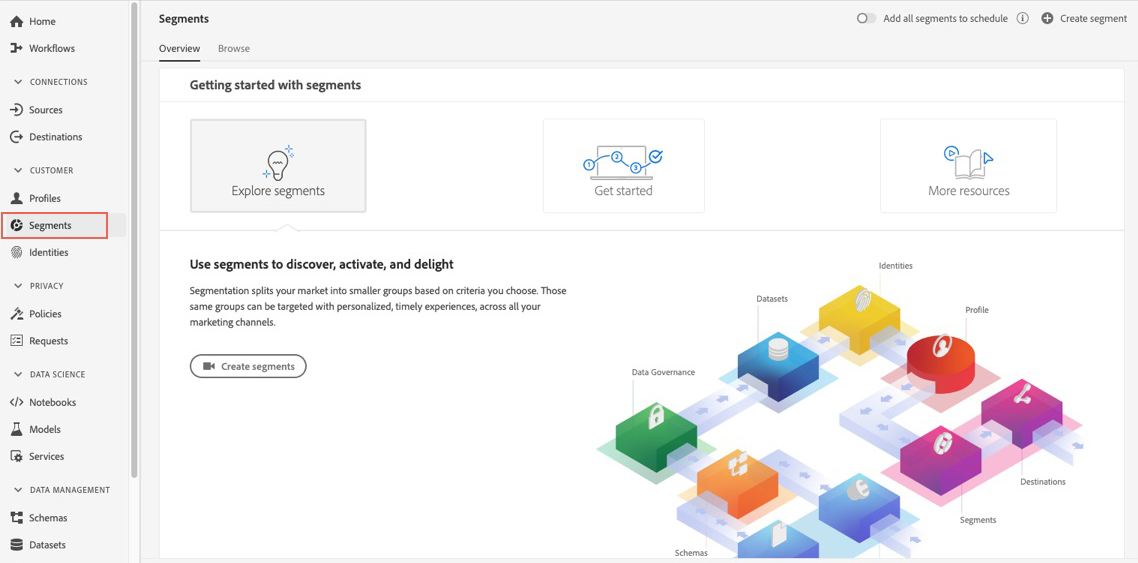 Home
Workflows
CONNECTIONS
Sources
Destinations
CUSTOMER
Profiles
Segments
Identities
PRIVACY
Policies
Requests
DATA SCIENCE
Notebooks
Models
Services
DATA MANAGEMENT
Schemas
Datasets
Segments
Add all segments to schedule
Create segment
Overview
Browse
Getting started with segments
Explore segments
1
2
3
Get started
More resources
Use segments to discover, activate, and delight
Segmentation splits your market into smaller groups based on criteria you choose. Those
same groups can be targeted with personalized, timely experiences, across all your
marketing channels.
Create segments
Identities
Datasets
Profile
Data Governance
Destinations
Segments
Schemas